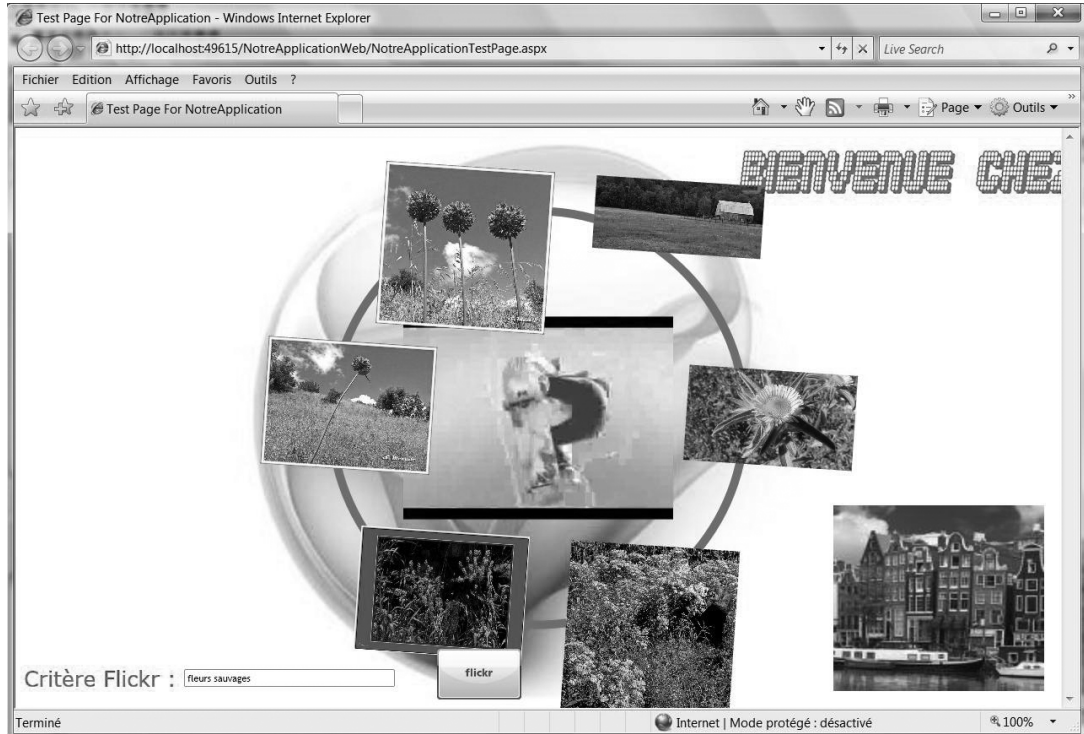 Test Page For NotreApplication - Windows Internet Explorer
http://localhost:49615/NotreApplicationWeb/NotreApplicationTestPage.aspx
Live Search
Fichier Edition Affichage Favoris Outils ?
Test Page For NotreApplication
Page Outils
BIENVENUE CHEZ
Critère Flickr : fleurs sauvages
flickr
Terminé
Internet | Mode protégé : désactivé
100%